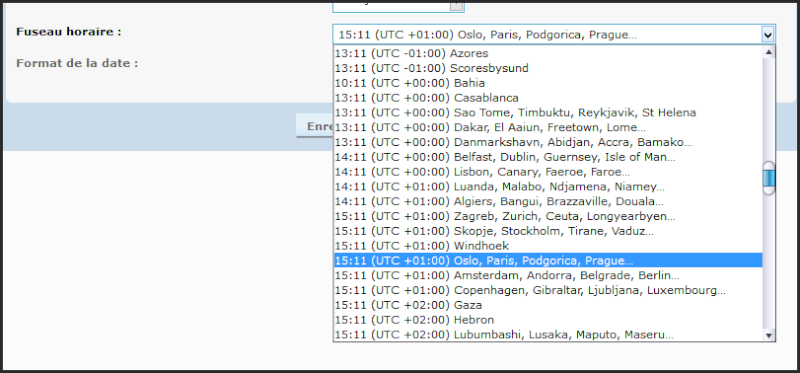 Fuseau horaire :
15:11 (UTC +01:00) Oslo, Paris, Podgorica, Prague...
Format de la date :
13:11 (UTC -01:00) Azores
13:11 (UTC -01:00) Scoresbysund
10:11 (UTC +00:00) Bahia
13:11 (UTC +00:00) Casablanca
13:11 (UTC +00:00) Sao Tome, Timbuktu, Reykjavik, St Helena
13:11 (UTC +00:00) Dakar, El Aaiun, Freetown, Lome...
13:11 (UTC +00:00) Danmarkshavn, Abidjan, Accra, Bamako...
14:11 (UTC +00:00) Belfast, Dublin, Guernsey, Isle of Man...
14:11 (UTC +00:00) Lisbon, Canary, Faeroe, Faroe...
14:11 (UTC +01:00) Luanda, Malabo, Ndjamena, Niamey...
14:11 (UTC +01:00) Algiers, Bangui, Brazzaville, Douala...
15:11 (UTC +01:00) Zagreb, Zurich, Ceuta, Longyearbyen...
15:11 (UTC +01:00) Skopje, Stockholm, Tirane, Vaduz...
15:11 (UTC +01:00) Windhoek
15:11 (UTC +01:00) Oslo, Paris, Podgorica, Prague...
15:11 (UTC +01:00) Amsterdam, Andorra, Belgrade, Berlin...
15:11 (UTC +01:00) Copenhagen, Gibraltar, Ljubljana, Luxembourg...
15:11 (UTC +02:00) Gaza
15:11 (UTC +02:00) Hebron
15:11 (UTC +02:00) Lubumbashi, Lusaka, Maputo, Maseru...
Enre